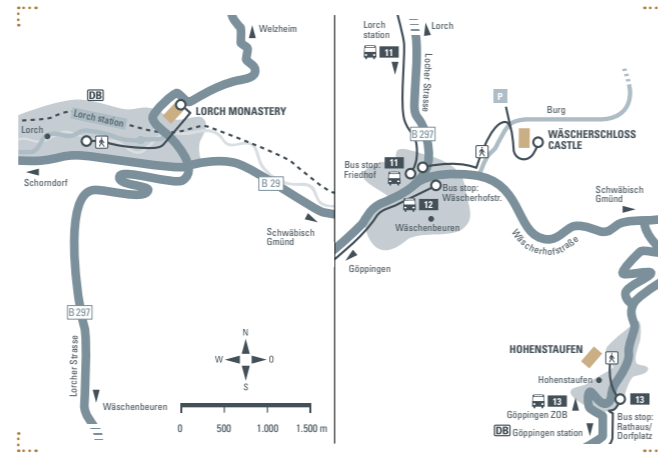 Welzheim
DB
Lorch station
LORCH MONASTERY
Lorch
Schorndorf
B 29
Schwäbisch
Gmünd
B 297
Lorcher Strasse
N
W O
S
Wäschenbeuren
0 500 1.000 1.500 m
Lorch
station
11
Lorch
Locher Strasse
P
Burg
B 297
WÄSCHERSCHLOSS
CASTLE
Bus stop:
Friedhof
11
Bus stop:
Wäscherhofstr.
12
Wäschenbeuren
Schwäbisch
Gmünd
Wäscherhofstraße
Göppingen
HOHENSTAUFEN
Hohenstaufen
13
13
Göppingen ZOB
DB Göppingen station
Bus stop:
Rathaus/
Dorfplatz